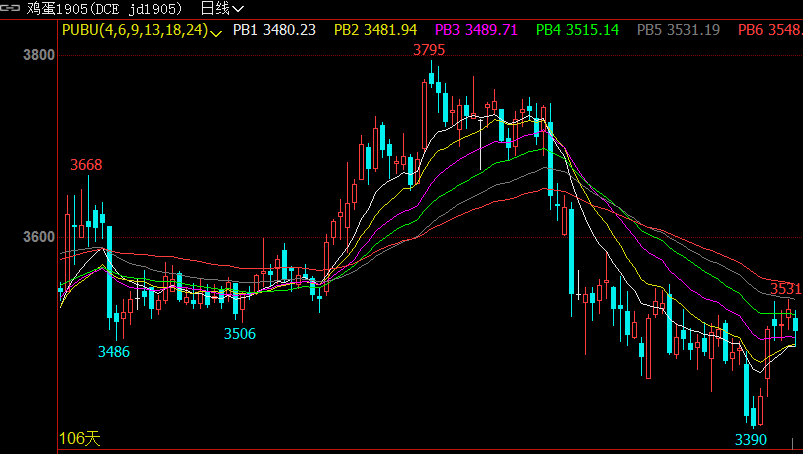 鸡蛋1905(DCE jd1905) 日线
PUBU(4,6,9,13,18,24) PB1 3480.23 PB2 3481.94 PB3 3489.71 PB4 3515.14 PB5 3531.19 PB6 3548.
3795
3800
3668
3600
3531
3506
3486
3390
106天